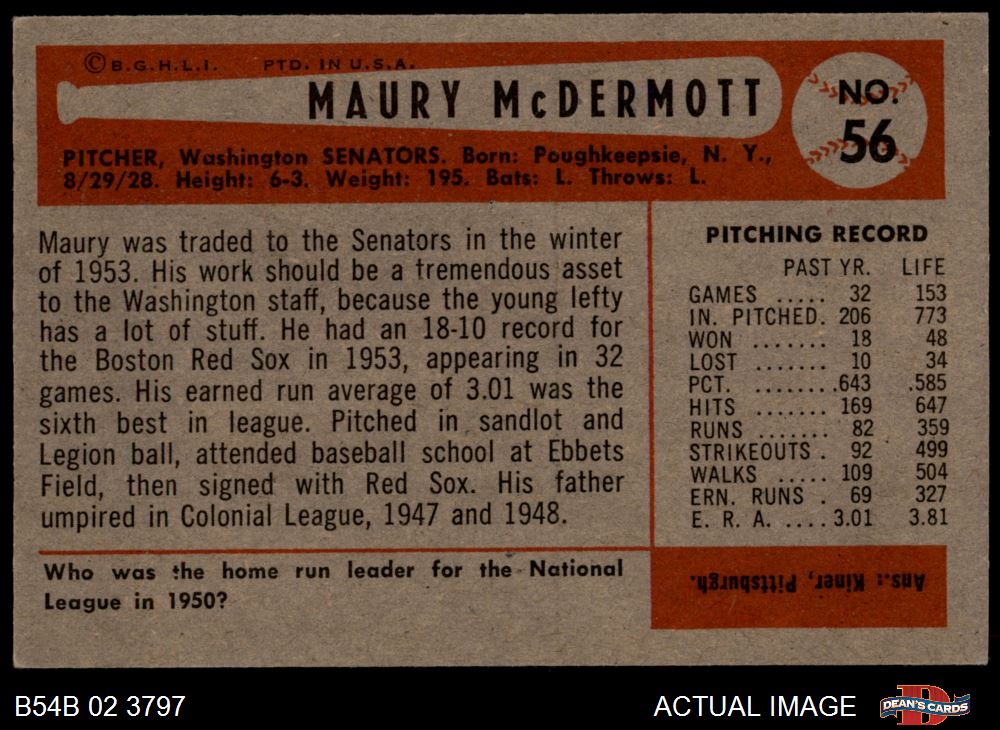 © B.G.H.L.I. PTD. IN U.S.A.
MAURY McDERMOTT
NO.
56
PITCHER, Washington SENATORS. Born: Poughkeepsie, N. Y.,
8/29/28. Height: 6-3. Weight: 195. Bats: L. Throws: L.
Maury was traded to the Senators in the winter
of 1953. His work should be a tremendous asset
to the Washington staff, because the young lefty
has a lot of stuff. He had an 18-10 record for
the Boston Red Sox in 1953, appearing in 32
games. His earned run average of 3.01 was the
sixth best in league. Pitched in sandlot and
Legion ball, attended baseball school at Ebbets
Field, then signed with Red Sox. His father
umpired in Colonial League, 1947 and 1948.
PITCHING RECORD
PAST YR. LIFE
GAMES ..... 32 153
IN. PITCHED. 206 773
WON ....... 18 48
LOST ....... 10 34
PCT. ........643 .585
HITS ....... 169 647
RUNS ....... 82 359
STRIKEOUTS . 92 499
WALKS ..... 109 504
ERN. RUNS . 69 327
E. R. A. .... 3.01 3.81
Who was the home run leader for the National
League in 1950?
Ans.: Kiner, Pittsburgh.
B54B 02 3797
ACTUAL IMAGE
D
DEAN'S CARDS